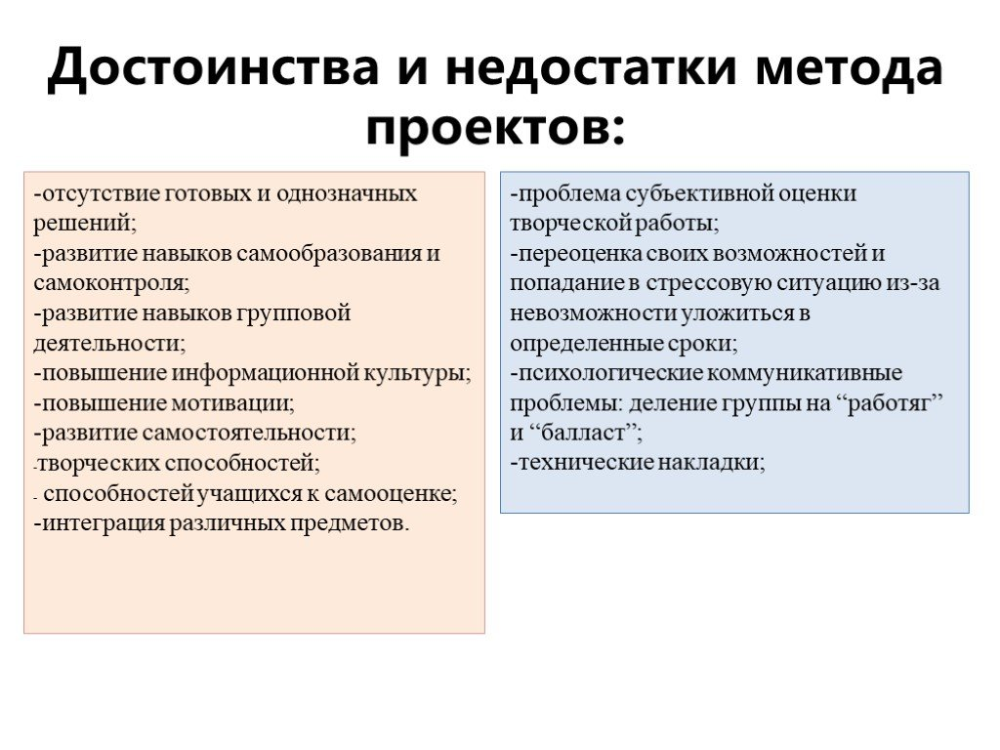 Достоинства и недостатки метода
проектов:
-отсутствие готовых и однозначных
решений;
-развитие навыков самообразования и
самоконтроля;
-развитие навыков групповой
деятельности;
-повышение информационной культуры;
-повышение мотивации;
-развитие самостоятельности;
-творческих способностей;
- способностей учащихся к самооценке;
-интеграция различных предметов.
-проблема субъективной оценки
творческой работы;
-переоценка своих возможностей и
попадание в стрессовую ситуацию из-за
невозможности уложиться в
определенные сроки;
-психологические коммуникативные
проблемы: деление группы на “работяг”
и “балласт”;
-технические накладки;